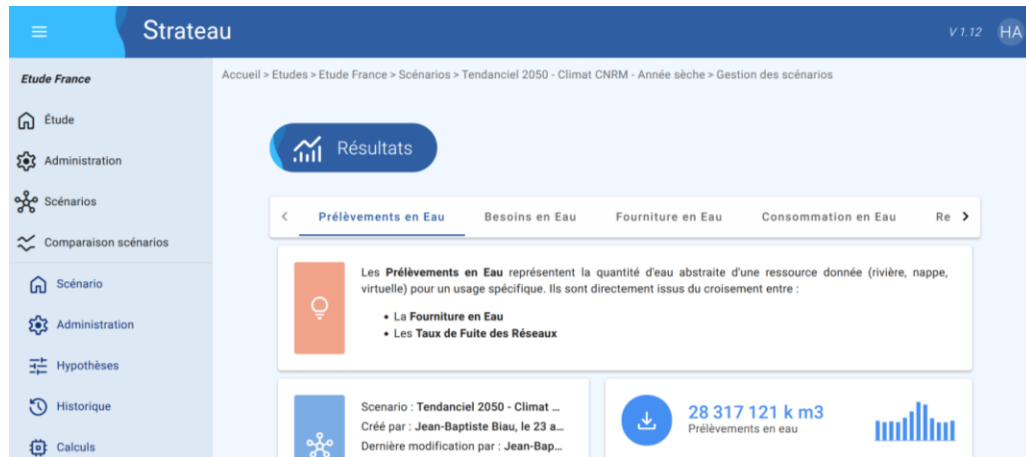 Strateau
V 1.12 HA
Etude France
Accueil > Etudes > Etude France > Scénarios > Tendanciel 2050 - Climat CNRM - Année sèche > Gestion des scénarios
Étude
Administration
Scénarios
Comparaison scénarios
Scénario
Administration
Hypothèses
Historique
Calculs
Résultats
Prélèvements en Eau Besoins en Eau Fourniture en Eau Consommation en Eau Re
Les Prélèvements en Eau représentent la quantité d'eau abstraite d'une ressource donnée (rivière, nappe,
virtuelle) pour un usage spécifique. Ils sont directement issus du croisement entre :
• La Fourniture en Eau
• Les Taux de Fuite des Réseaux
Scenario : Tendanciel 2050 - Climat ...
Créé par : Jean-Baptiste Biau, le 23 a...
Dernière modification par : Jean-Bap...
28 317 121 k m3
Prélèvements en eau